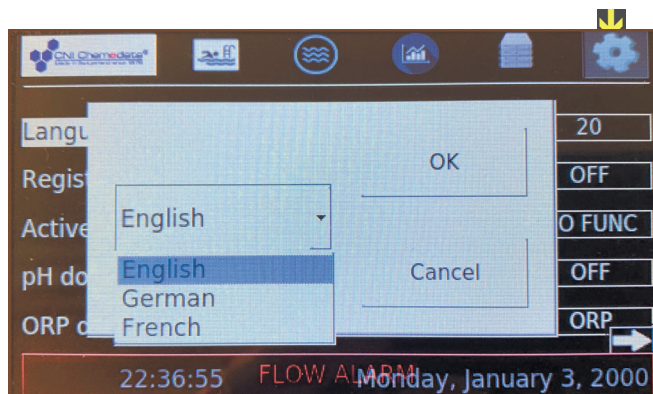 CNI Chemedata®
Langu
20
OK
Regist
OFF
English
Active
O FUNC
English
Cancel
pH do
OFF
German
French
ORP d
ORP
22:36:55
FLOW ALARM
Monday, January 3, 2000